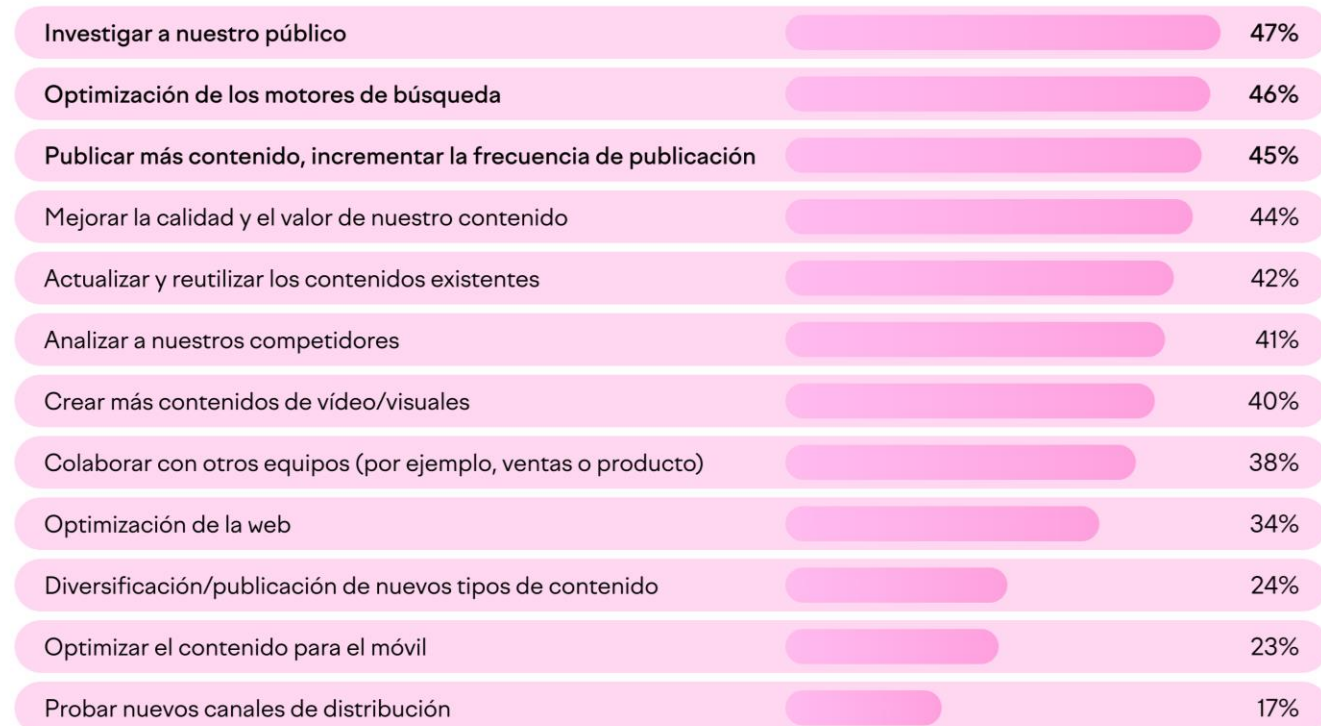 Investigar a nuestro público 47%
Optimización de los motores de búsqueda 46%
Publicar más contenido, incrementar la frecuencia de publicación 45%
Mejorar la calidad y el valor de nuestro contenido 44%
Actualizar y reutilizar los contenidos existentes 42%
Analizar a nuestros competidores 41%
Crear más contenidos de vídeo/visuales 40%
Colaborar con otros equipos (por ejemplo, ventas o producto) 38%
Optimización de la web 34%
Diversificación/publicación de nuevos tipos de contenido 24%
Optimizar el contenido para el móvil 23%
Probar nuevos canales de distribución 17%